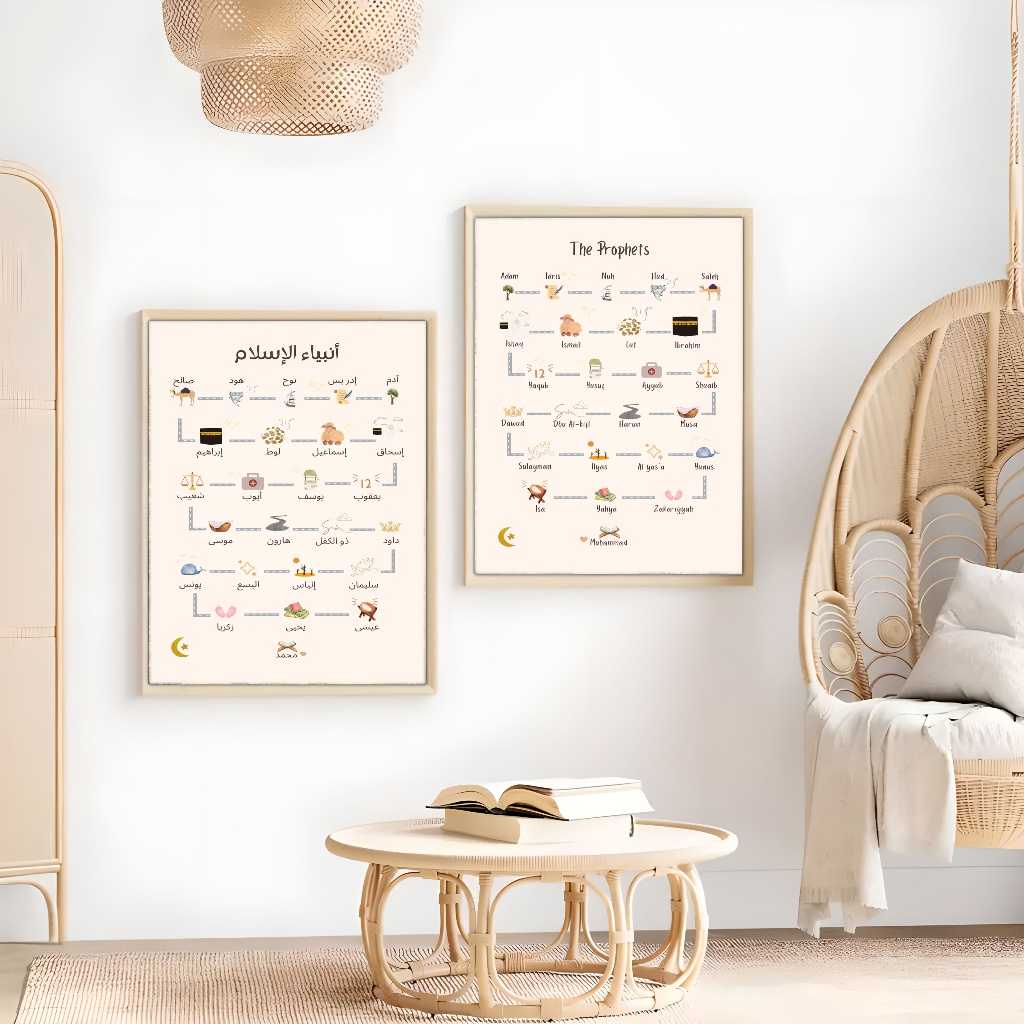 أنبياء الإسلام
آدم إدريس نوح هود صالح
إسحاق إسماعيل لوط إبراهيم
12
يعقوب يوسف أيوب شعيب
داود ذو الكفل هارون موسى
سليمان إلياس اليسع يونس
عيسى يحيى زكريا
محمد
The Prophets
Adam Idris Nuh Hud Saleh
Ishaq Ismail Lut Ibrahim
12
Yaqub Yusuf Ayyub Shuaib
Dawud Dhu Al-kifl Harun Musa
Sulayman Ilyas Al yas'a Yunus
Isa Yahya Zakariyyah
Muhammad